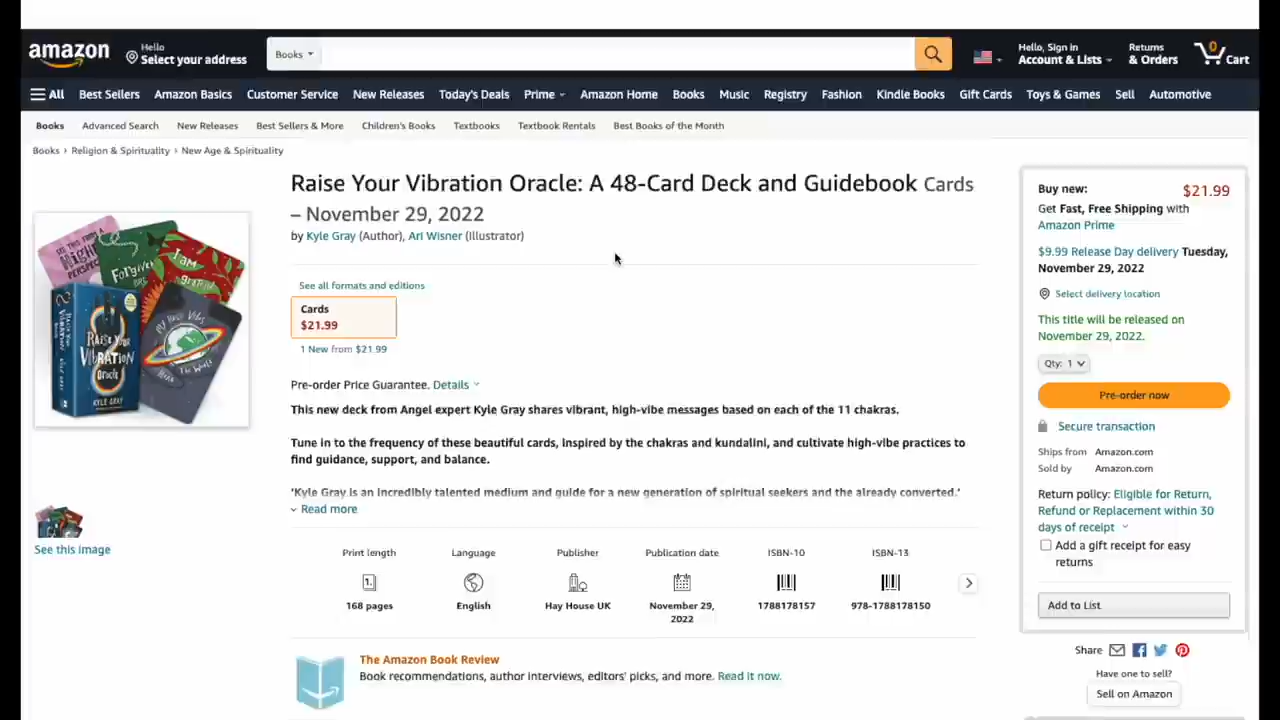 amazon
Hello
Select your address
Books
Hello, Sign in
Account & Lists
Returns
& Orders
0
Cart
All
Best Sellers
Amazon Basics
Customer Service
New Releases
Today's Deals
Prime
Amazon Home
Books
Music
Registry
Fashion
Kindle Books
Gift Cards
Toys & Games
Sell
Automotive
Books
Advanced Search
New Releases
Best Sellers & More
Children's Books
Textbooks
Textbook Rentals
Best Books of the Month
Books › Religion & Spirituality › New Age & Spirituality
Raise Your Vibration Oracle: A 48-Card Deck and Guidebook Cards
– November 29, 2022
by Kyle Gray (Author), Ari Wisner (Illustrator)
See all formats and editions
Cards
$21.99
1 New from $21.99
Pre-order Price Guarantee. Details
This new deck from Angel expert Kyle Gray shares vibrant, high-vibe messages based on each of the 11 chakras.
Tune in to the frequency of these beautiful cards, inspired by the chakras and kundalini, and cultivate high-vibe practices to
find guidance, support, and balance.
'Kyle Gray is an incredibly talented medium and guide for a new generation of spiritual seekers and the already converted.'
Read more
Print length
168 pages
Language
English
Publisher
Hay House UK
Publication date
November 29,
2022
ISBN-10
1788178157
ISBN-13
978-1788178150
The Amazon Book Review
Book recommendations, author interviews, editors' picks, and more. Read it now.
Forgive
I am
grateful
RAISE YOUR
VIBRATION
Oracle
KYLE GRAY
See this image
Buy new:
$21.99
Get Fast, Free Shipping with
Amazon Prime
$9.99 Release Day delivery Tuesday,
November 29, 2022
Select delivery location
This title will be released on
November 29, 2022.
Qty: 1
Pre-order now
Secure transaction
Ships from Amazon.com
Sold by Amazon.com
Return policy: Eligible for Return,
Refund or Replacement within 30
days of receipt
Add a gift receipt for easy
returns
Add to List
Share
Have one to sell?
Sell on Amazon